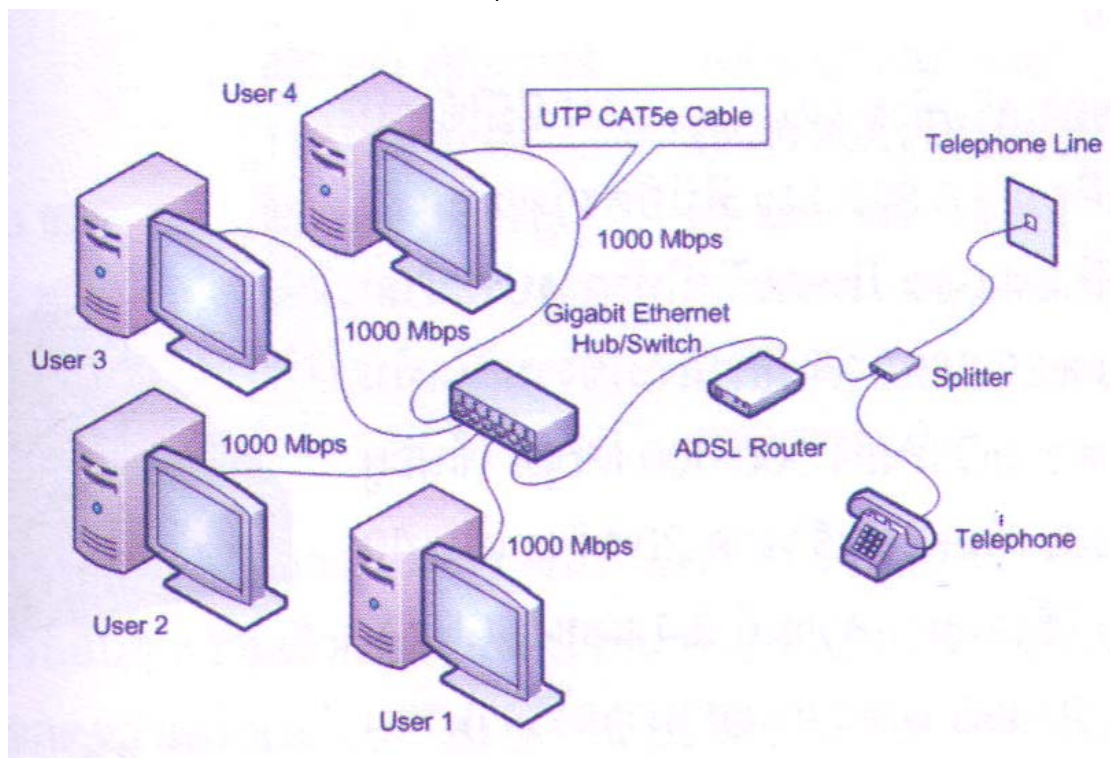 User 4
UTP CAT5e Cable
Telephone Line
1000 Mbps
User 3
1000 Mbps
Gigabit Ethernet
Hub/Switch
Splitter
1000 Mbps
ADSL Router
User 2
1000 Mbps
Telephone
User 1